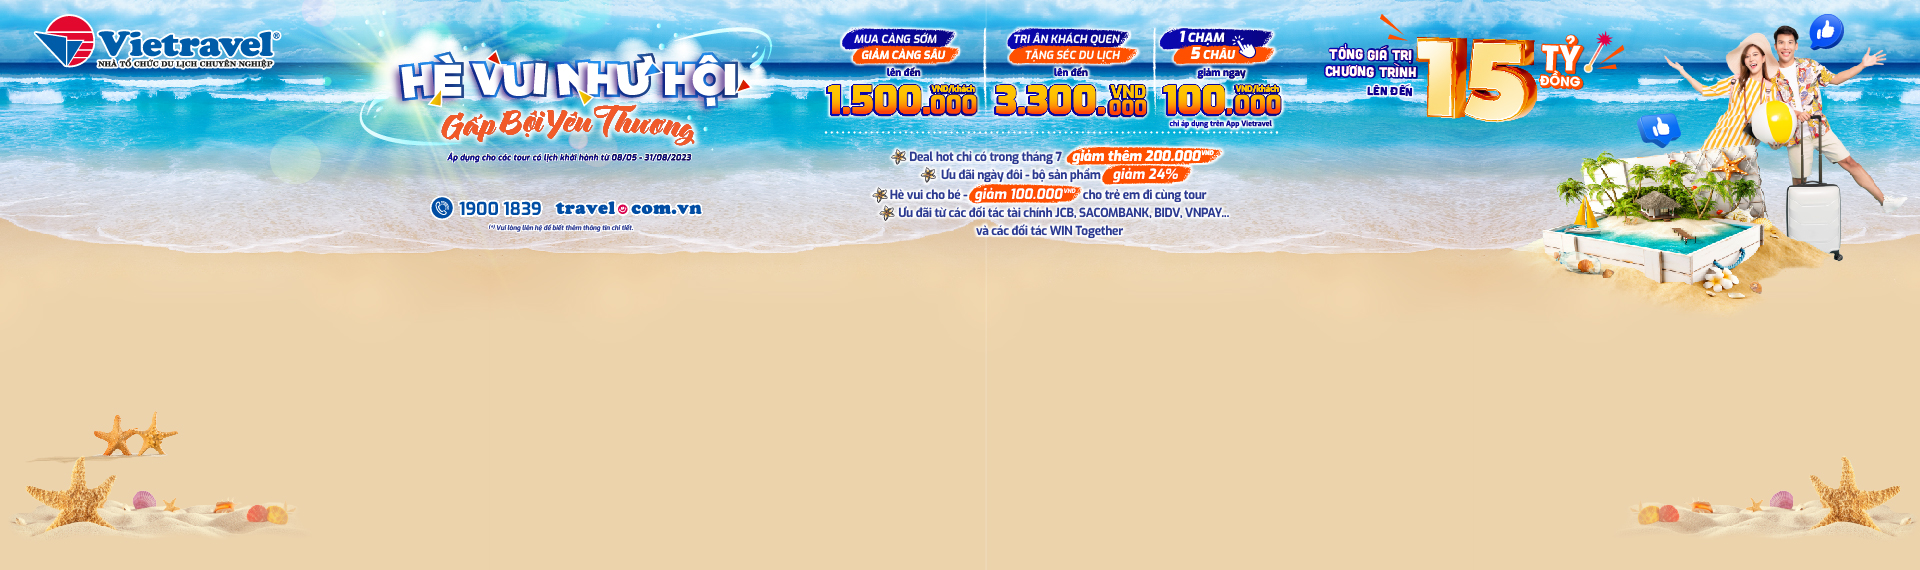 Vietravel®
NHÀ TỔ CHỨC DU LỊCH CHUYÊN NGHIỆP
HÈ VUI NHƯ HỘI
Gấp Bội Yêu Thương
Áp dụng cho các tour có lịch khởi hành từ 08/05 - 31/08/2023
1900 1839 travel.com.vn
(*) Vui lòng liên hệ để biết thêm thông tin chi tiết.
MUA CÀNG SỚM
GIẢM CÀNG SÂU
lên đến
1.500.000 VND/khách
TRI ÂN KHÁCH QUEN
TẶNG SÉC DU LỊCH
lên đến
3.300.000 VND
1 CHẠM
5 CHÂU
giảm ngay
100.000 VND/khách
chỉ áp dụng trên App Vietravel
Deal hot chỉ có trong tháng 7 giảm thêm 200.000VND
Ưu đãi ngày đôi - bộ sản phẩm giảm 24%
Hè vui cho bé - giảm 100.000VND cho trẻ em đi cùng tour
Ưu đãi từ các đối tác tài chính JCB, SACOMBANK, BIDV, VNPAY...
và các đối tác WIN Together
TỔNG GIÁ TRỊ
CHƯƠNG TRÌNH
LÊN ĐẾN
15 TỶ
ĐỒNG